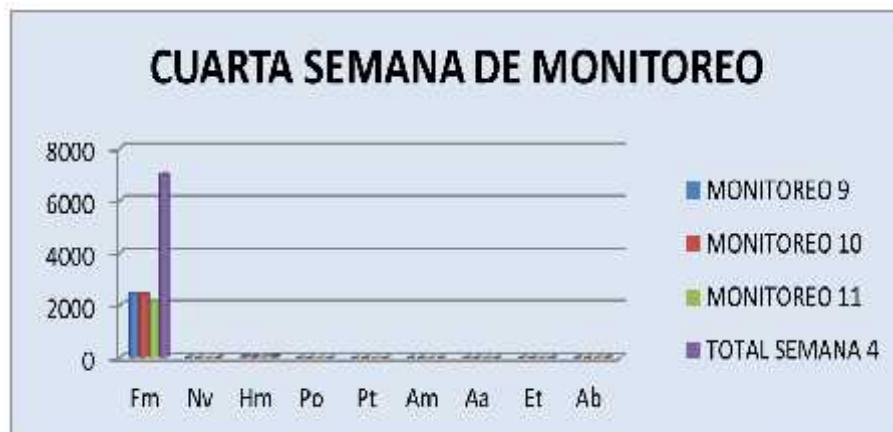 CUARTA SEMANA DE MONITOREO
8000
6000
4000
2000
0
Fm Nv Hm Po Pt Am Aa Et Ab
MONITOREO 9
MONITOREO 10
MONITOREO 11
TOTAL SEMANA 4